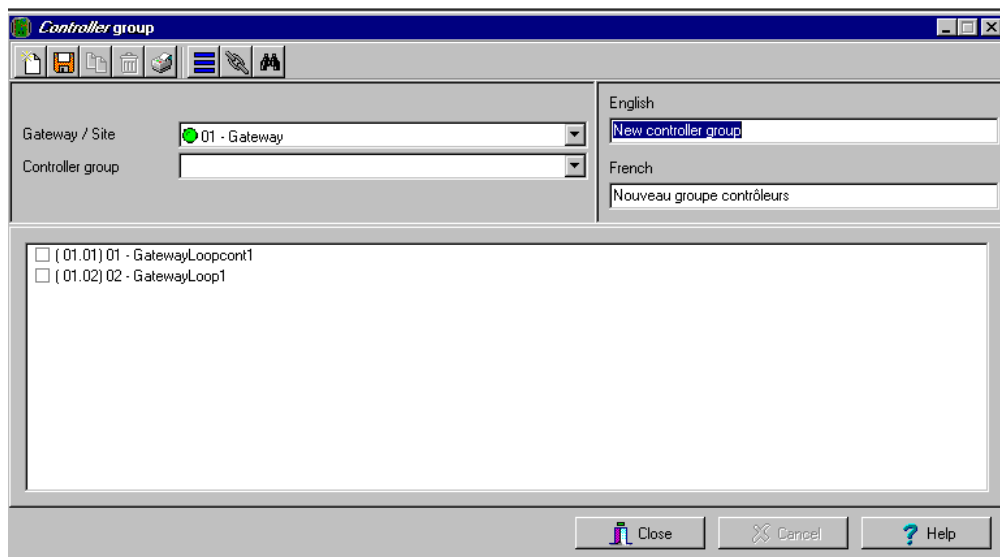 Controller group
Gateway / Site
01 - Gateway
Controller group
English
New controller group
French
Nouveau groupe contrôleurs
( 01.01) 01 - GatewayLoopcont1
( 01.02) 02 - GatewayLoop1
Close
Cancel
? Help